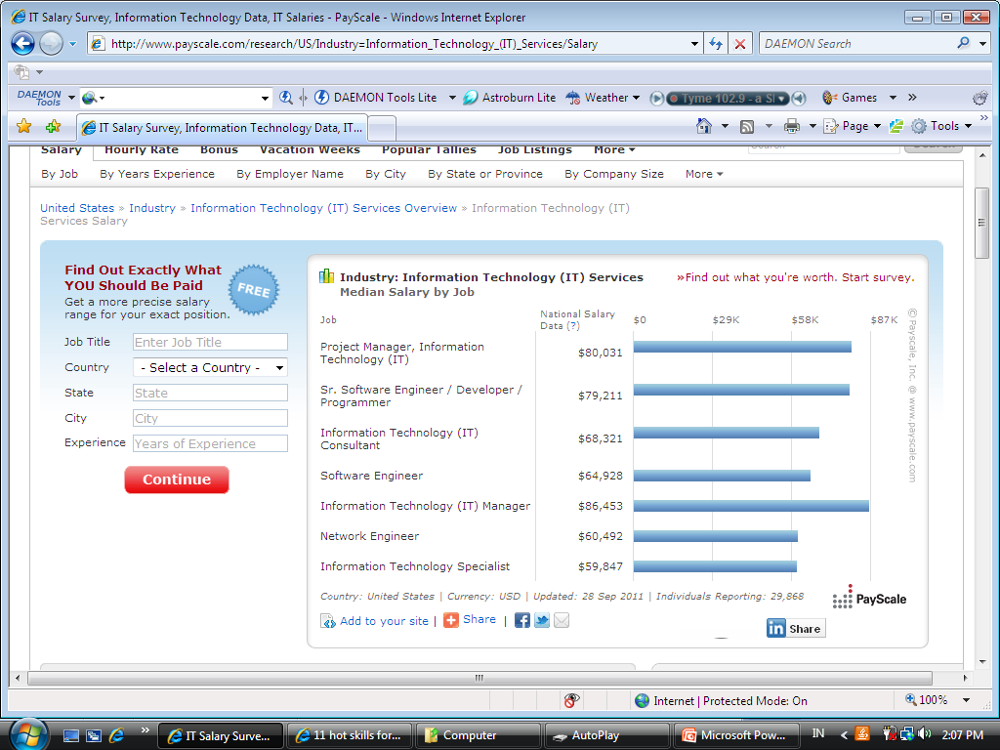 IT Salary Survey, Information Technology Data, IT Salaries - PayScale - Windows Internet Explorer
http://www.payscale.com/research/US/Industry=Information_Technology_(IT)_Services/Salary
DAEMON Search
DAEMON Tools
DAEMON Tools Lite
Astroburn Lite
Weather
Tyme 102.9 - a Sl
Games
»
IT Salary Survey, Information Technology Data, IT...
Page
Tools
»
Salary Hourly Rate Bonus Vacation Weeks Popular Tallies Job Listings More
Search
Search
By Job By Years Experience By Employer Name By City By State or Province By Company Size More
United States » Industry » Information Technology (IT) Services Overview » Information Technology (IT)
Services Salary
Find Out Exactly What
YOU Should Be Paid
FREE
Get a more precise salary
range for your exact position.
Job Title Enter Job Title
Country - Select a Country -
State State
City City
Experience Years of Experience
Continue
Industry: Information Technology (IT) Services
»Find out what you're worth. Start survey.
Median Salary by Job
Job
National Salary
Data (?)
$0 $29K $58K $87K
Project Manager, Information
Technology (IT)
$80,031
Sr. Software Engineer / Developer /
Programmer
$79,211
Information Technology (IT)
Consultant
$68,321
Software Engineer $64,928
Information Technology (IT) Manager $86,453
Network Engineer $60,492
Information Technology Specialist $59,847
© Payscale, Inc. @ www.payscale.com
Country: United States | Currency: USD | Updated: 28 Sep 2011 | Individuals Reporting: 29,868
PayScale
Add to your site | Share |
in Share
Internet | Protected Mode: On
100%
»
IT Salary Surve...
11 hot skills for...
Computer
AutoPlay
Microsoft Pow...
IN
2:07 PM